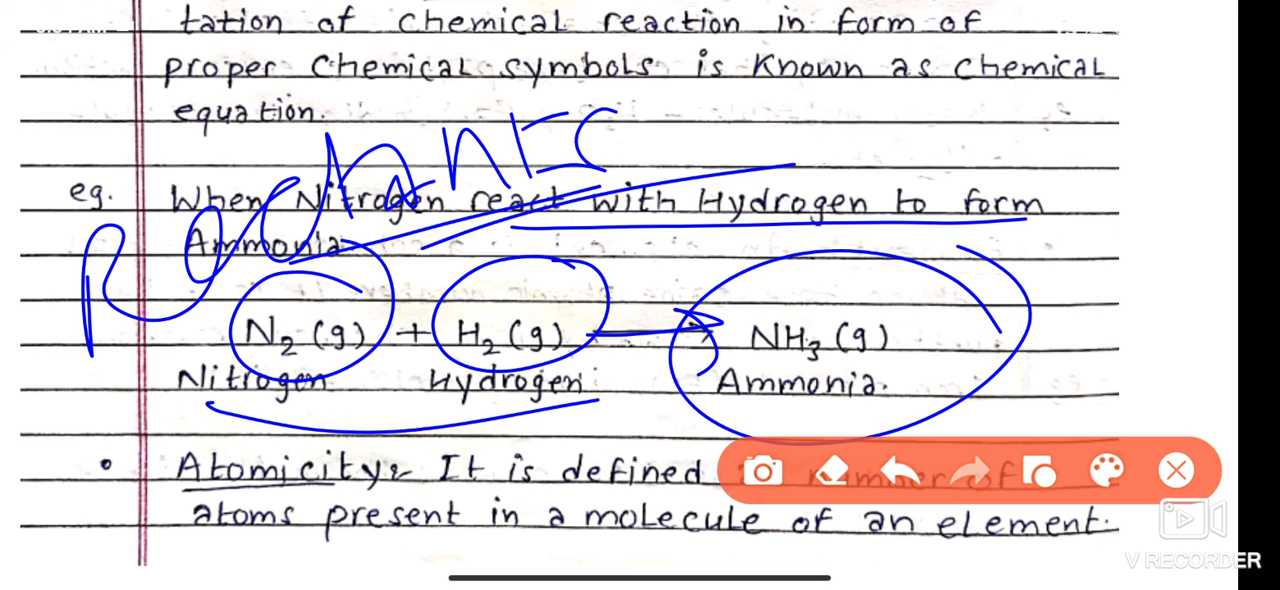 tation of chemical reaction in form of
proper chemical symbols is known as chemical
equation.
eg. When Nitrogen react with Hydrogen to form
Ammonia
N₂ (g) + H₂ (g) → NH₃ (g)
Nitrogen Hydrogen Ammonia.
• Atomicity: It is defined of
atoms present in a molecule of an element.
V RECORDER